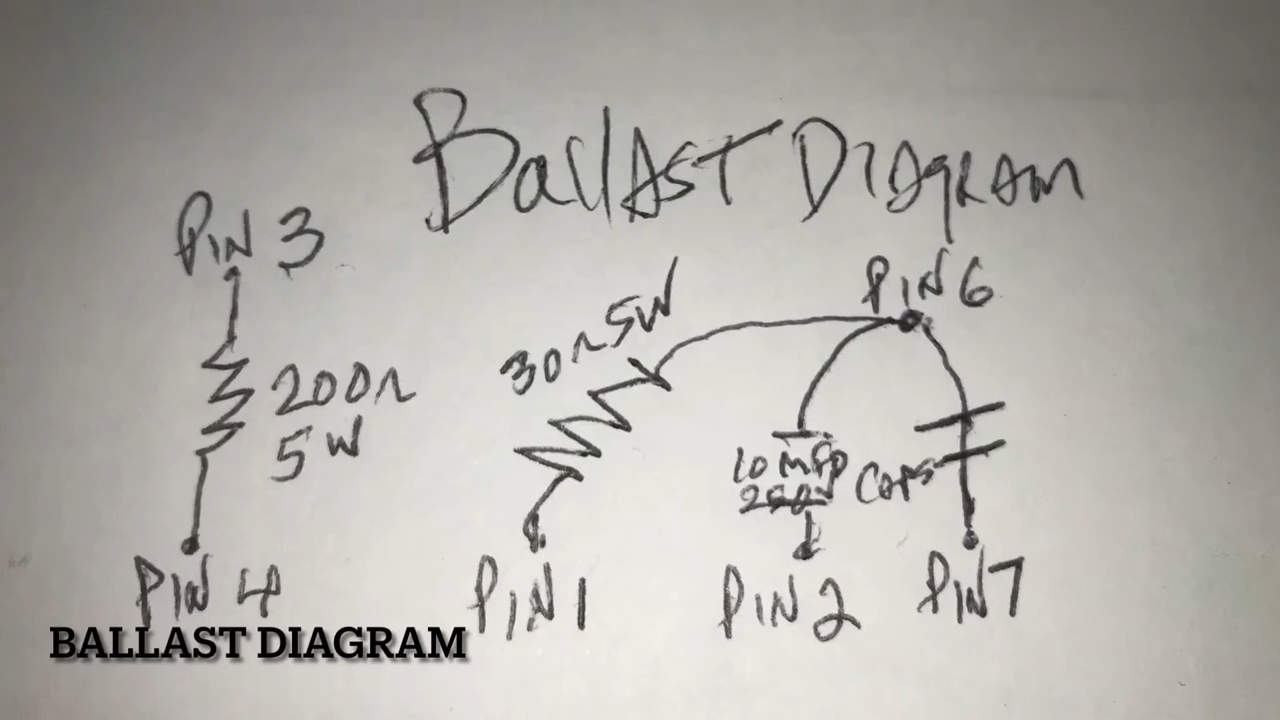 BallAST DIAGRAM
PIN 3
PIN 6
30Ω 5W
200Ω
5W
10 MFD
250V
CAPS
PIN 4
PIN 1
PIN 2
PIN 7
BALLAST DIAGRAM